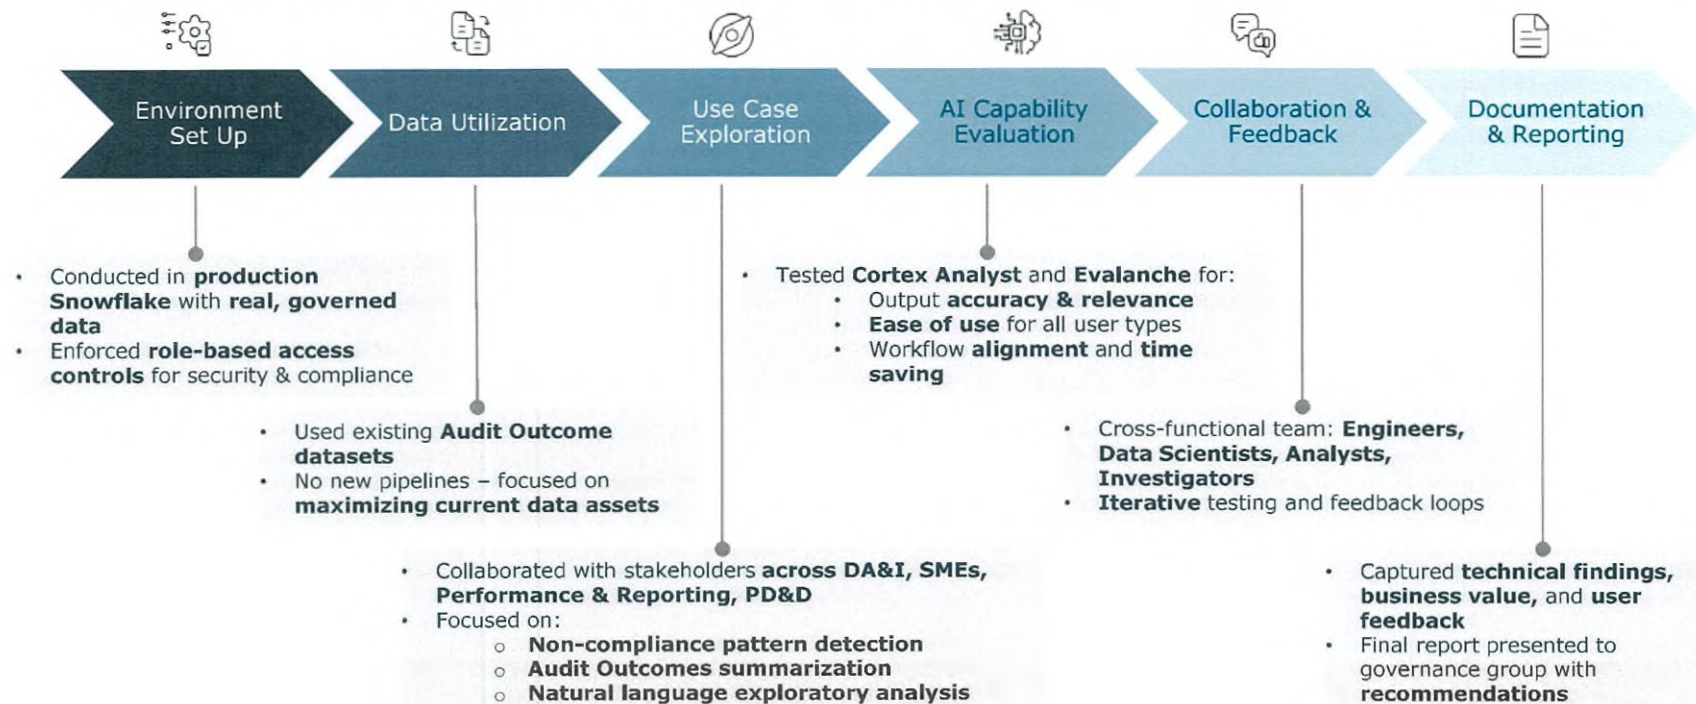 Environment
Set Up
Data Utilization
Use Case
Exploration
AI Capability
Evaluation
Collaboration &
Feedback
Documentation
& Reporting
• Conducted in production
Snowflake with real, governed
data
• Enforced role-based access
controls for security & compliance
• Used existing Audit Outcome
datasets
• No new pipelines – focused on
maximizing current data assets
• Collaborated with stakeholders across DA&I, SMEs,
Performance & Reporting, PD&D
• Focused on:
o Non-compliance pattern detection
o Audit Outcomes summarization
o Natural language exploratory analysis
• Tested Cortex Analyst and Evalanche for:
• Output accuracy & relevance
• Ease of use for all user types
• Workflow alignment and time
saving
• Cross-functional team: Engineers,
Data Scientists, Analysts,
Investigators
• Iterative testing and feedback loops
• Captured technical findings,
business value, and user
feedback
• Final report presented to
governance group with
recommendations